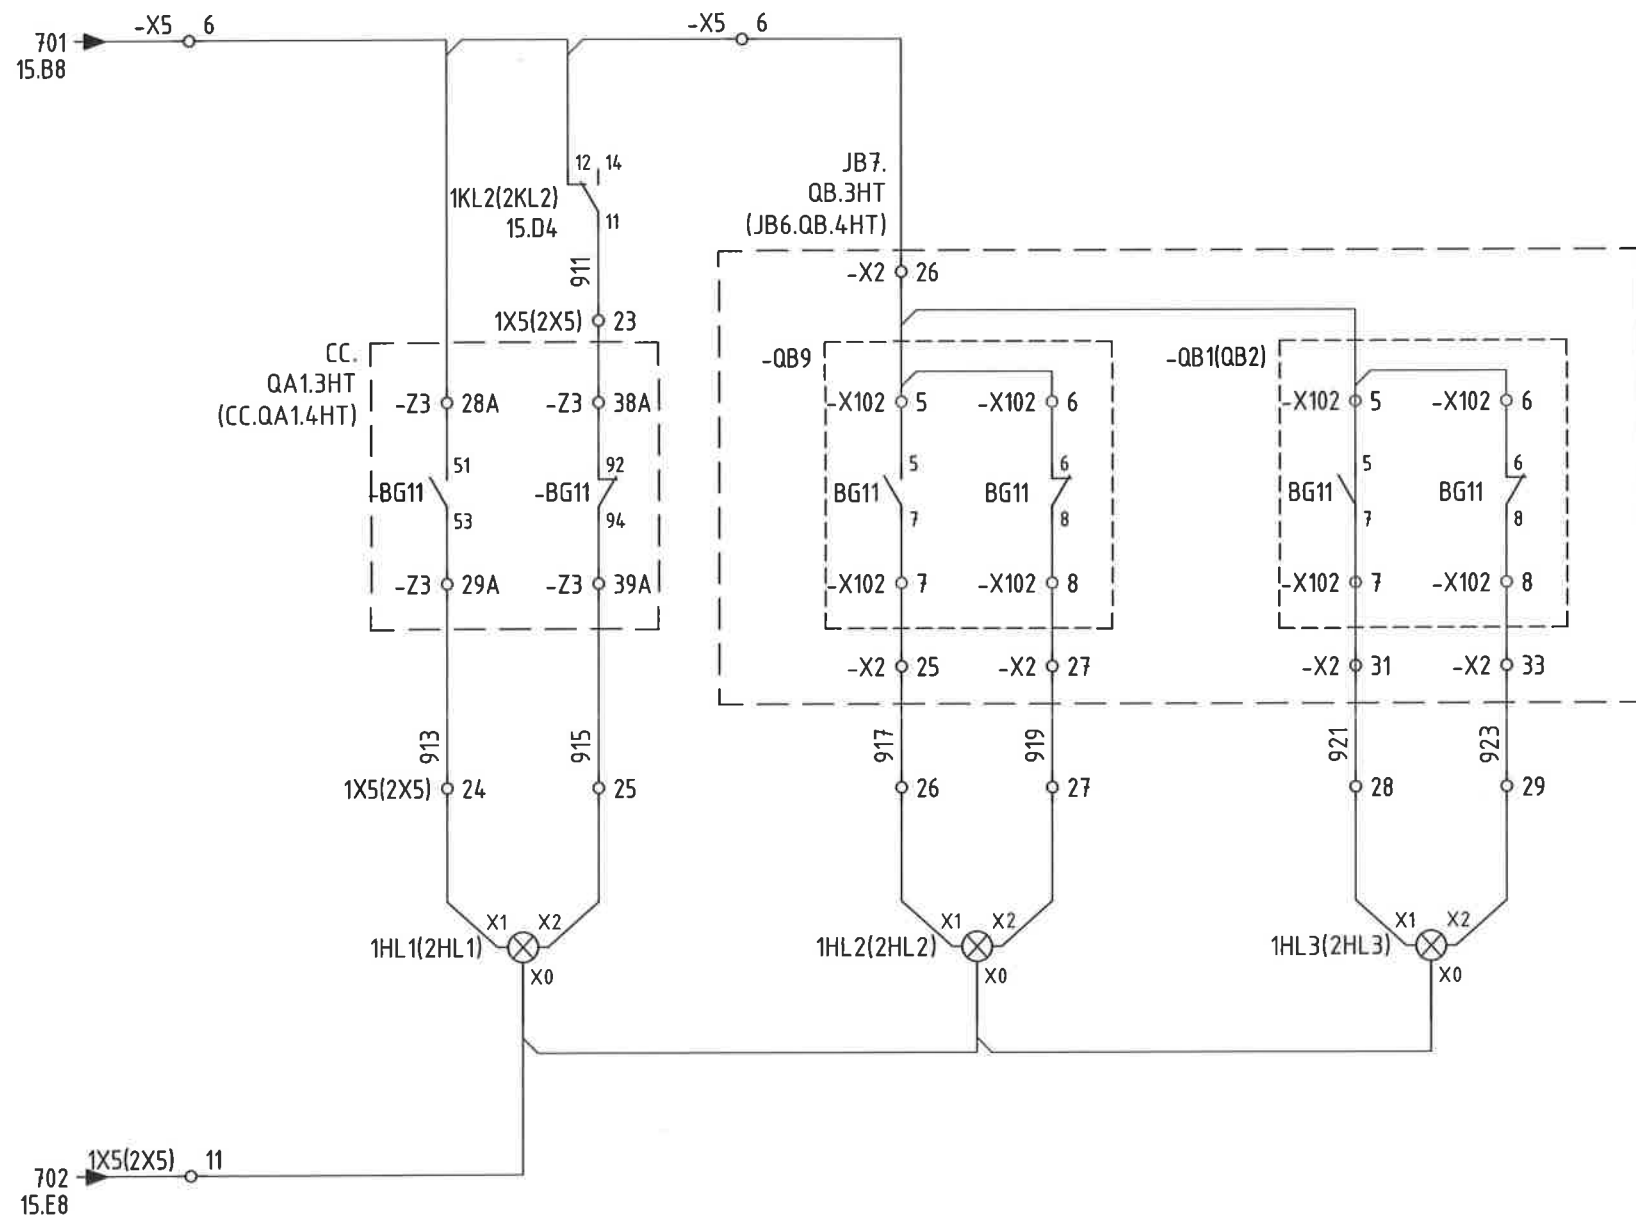 -X5 6
-X5 6
701
15.B8
12 14
1KL2(2KL2)
15.D4
11
911
JB7.
QB.3HT
(JB6.QB.4HT)
-X2 26
1X5(2X5) 23
CC.
QA1.3HT
(CC.QA1.4HT)
-QB9
-QB1(QB2)
-Z3 28A
-Z3 38A
-X102 5
-X102 6
-X102 5
-X102 6
51
-BG11
53
92
-BG11
94
5
BG11
7
6
BG11
8
5
BG11
7
6
BG11
8
-Z3 29A
-Z3 39A
-X102 7
-X102 8
-X102 7
-X102 8
-X2 25
-X2 27
-X2 31
-X2 33
913
915
917
919
921
923
1X5(2X5) 24
25
26
27
28
29
X1 X2
1HL1(2HL1)
X0
X1 X2
1HL2(2HL2)
X0
X1 X2
1HL3(2HL3)
X0
1X5(2X5) 11
702
15.E8